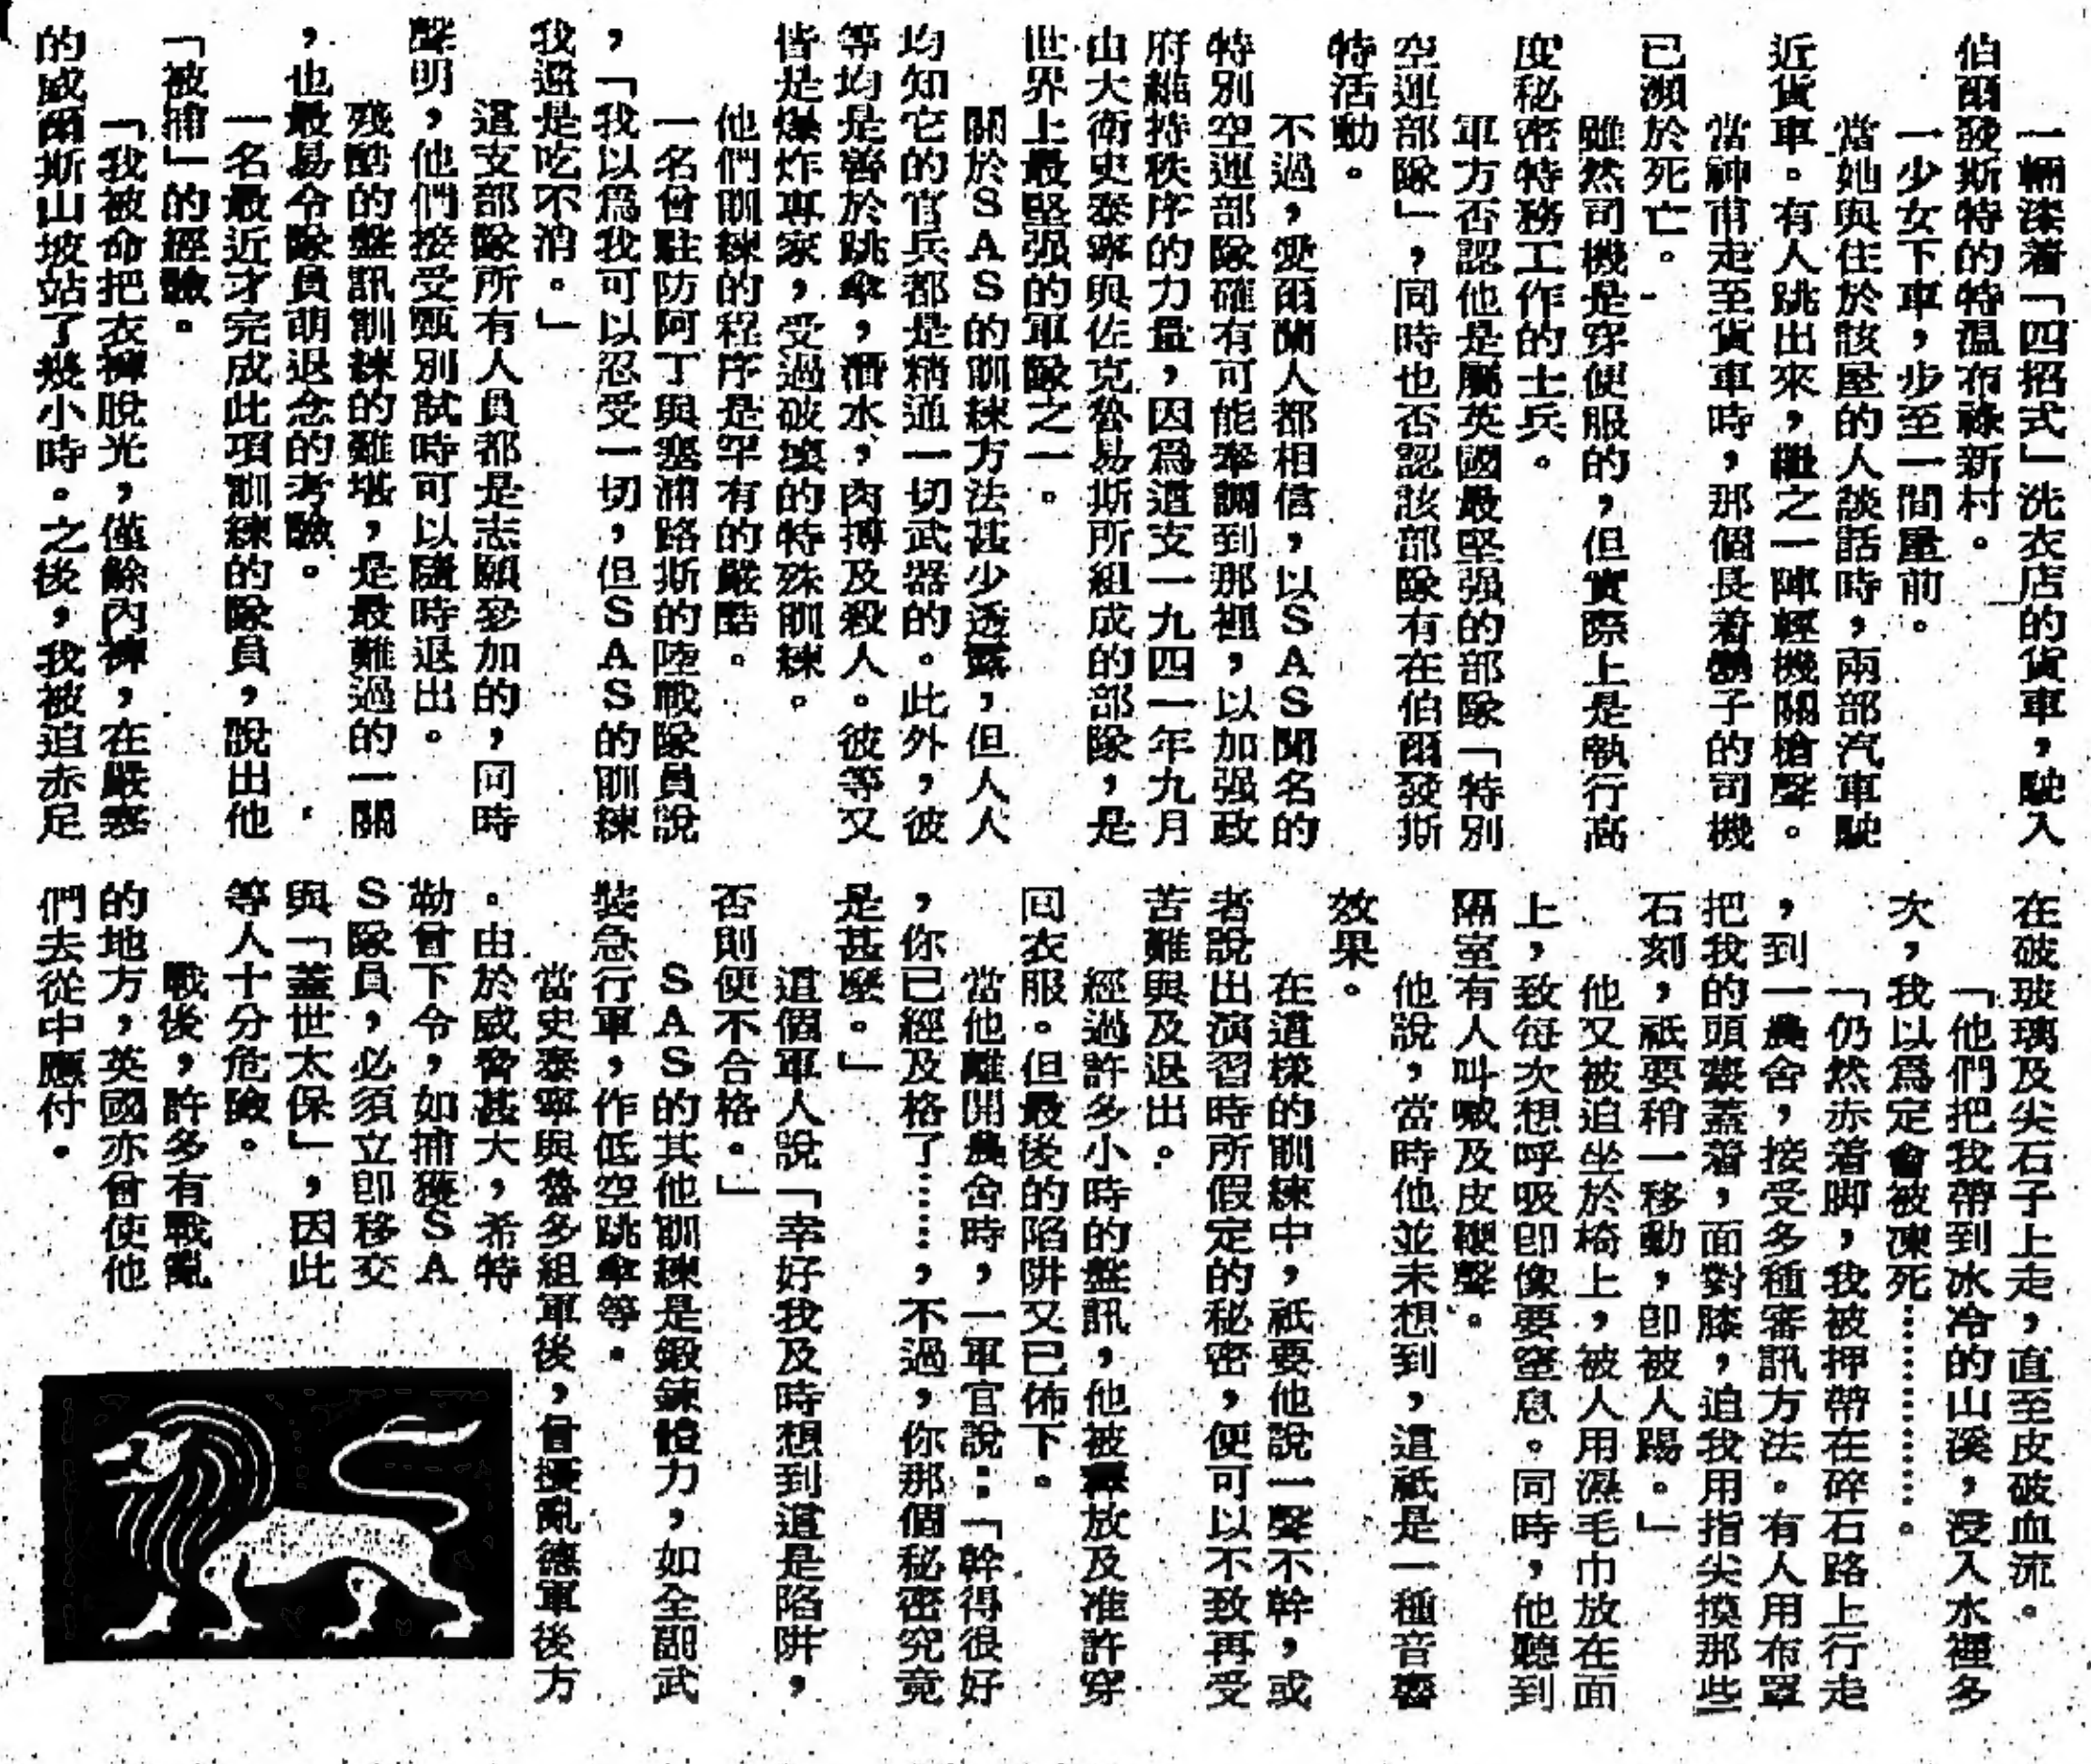 一輛漆着「四招式」洗衣店的貨車，駛入
伯爾發斯特的特溫布祿新村。
一少女下車，步至一間屋前。
當她與住於該屋的人談話時，兩部汽車駛
近貨車。有人跳出來，繼之一陣輕機關槍聲。
當神甫走至貨車時，那個長着鬍子的司機
已瀕於死亡。
雖然司機是穿便服的，但實際上是執行高
度秘密特務工作的士兵。
軍方否認他是屬英國最堅强的部隊「特別
空運部隊」，同時也否認該部隊有在伯爾發斯
特活動。
不過，愛爾蘭人都相信，以ＳＡＳ聞名的
特別空運部隊確有可能率調到那裡，以加强政
府維持秩序的力量，因爲這支一九四一年九月
由大衛史泰寧與佐克魯易斯所組成的部隊，是
世界上最堅强的軍隊之一。
關於ＳＡＳ的訓練方法甚少透露，但人人
均知它的官兵都是精通一切武器的。此外，彼
等均是善於跳傘，潛水，肉搏及殺人。彼等又
皆是爆炸專家，受過破壞的特殊訓練。
他們訓練的程序是罕有的嚴酷。
一名曾駐防阿丁與塞浦路斯的陸戰隊員說
，「我以爲我可以忍受一切，但ＳＡＳ的訓練
我還是吃不消。」
這支部隊所有人員都是志願參加的，同時
聲明，他們接受甄別試時可以隨時退出。
殘酷的盤訊訓練的難堪，是最難過的一關
，也最易令隊員萌退念的考驗。
一名最近才完成此項訓練的隊員，說出他
「被捕」的經驗。
「我被命把衣褲脫光，僅餘內褲，在嚴寒
的威爾斯山坡站了幾小時。之後，我被迫赤足
在破玻璃及尖石子上走，直至皮破血流。
「他們把我帶到冰冷的山溪，浸入水裡多
次，我以爲定會被凍死…………。
「仍然赤着脚，我被押帶在碎石路上行走
，到一農舍，接受多種審訊方法。有人用布罩
把我的頭蒙蓋着，面對膝，迫我用指尖摸那些
石刻，祇要稍一移動，卽被人踢。」
他又被迫坐於椅上，被人用濕毛巾放在面
上，致每次想呼吸卽像要窒息。同時，他聽到
隔室有人叫喊及皮鞭聲。
他說，當時他並未想到，這祇是一種音響
效果。
在這樣的訓練中，祇要他說一聲不幹，或
者說出演習時所假定的秘密，便可以不致再受
苦難與及退出。
經過許多小時的盤訊，他被釋放及准許穿
囘衣服。但最後的陷阱又已佈下。
當他離開農舍時，一軍官說：「幹得很好
，你已經及格了……，不過，你那個秘密究竟
是甚麼。」
這個軍人說「幸好我及時想到這是陷阱，
否則便不合格。」
ＳＡＳ的其他訓練是鍛鍊體力，如全副武
裝急行軍，作低空跳傘等。
當史泰寧與魯多組軍後，曾擾亂德軍後方
。由於威脅甚大，希特
勒曾下令，如捕獲ＳＡ
Ｓ隊員，必須立卽移交
與「蓋世太保」，因此
等人十分危險。
戰後，許多有戰亂
的地方，英國亦曾使他
們去從中應付。